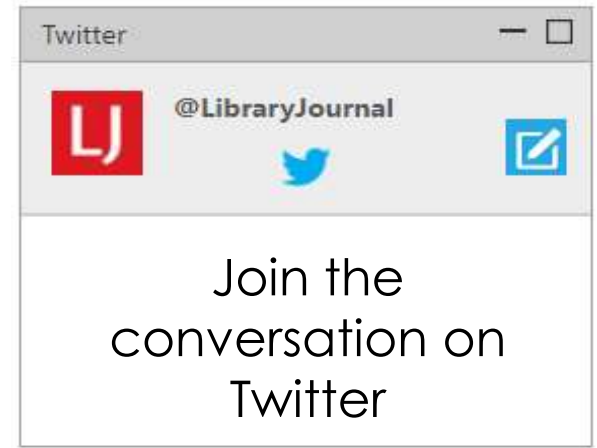 Twitter
LJ
@LibraryJournal
Join the
conversation on
Twitter